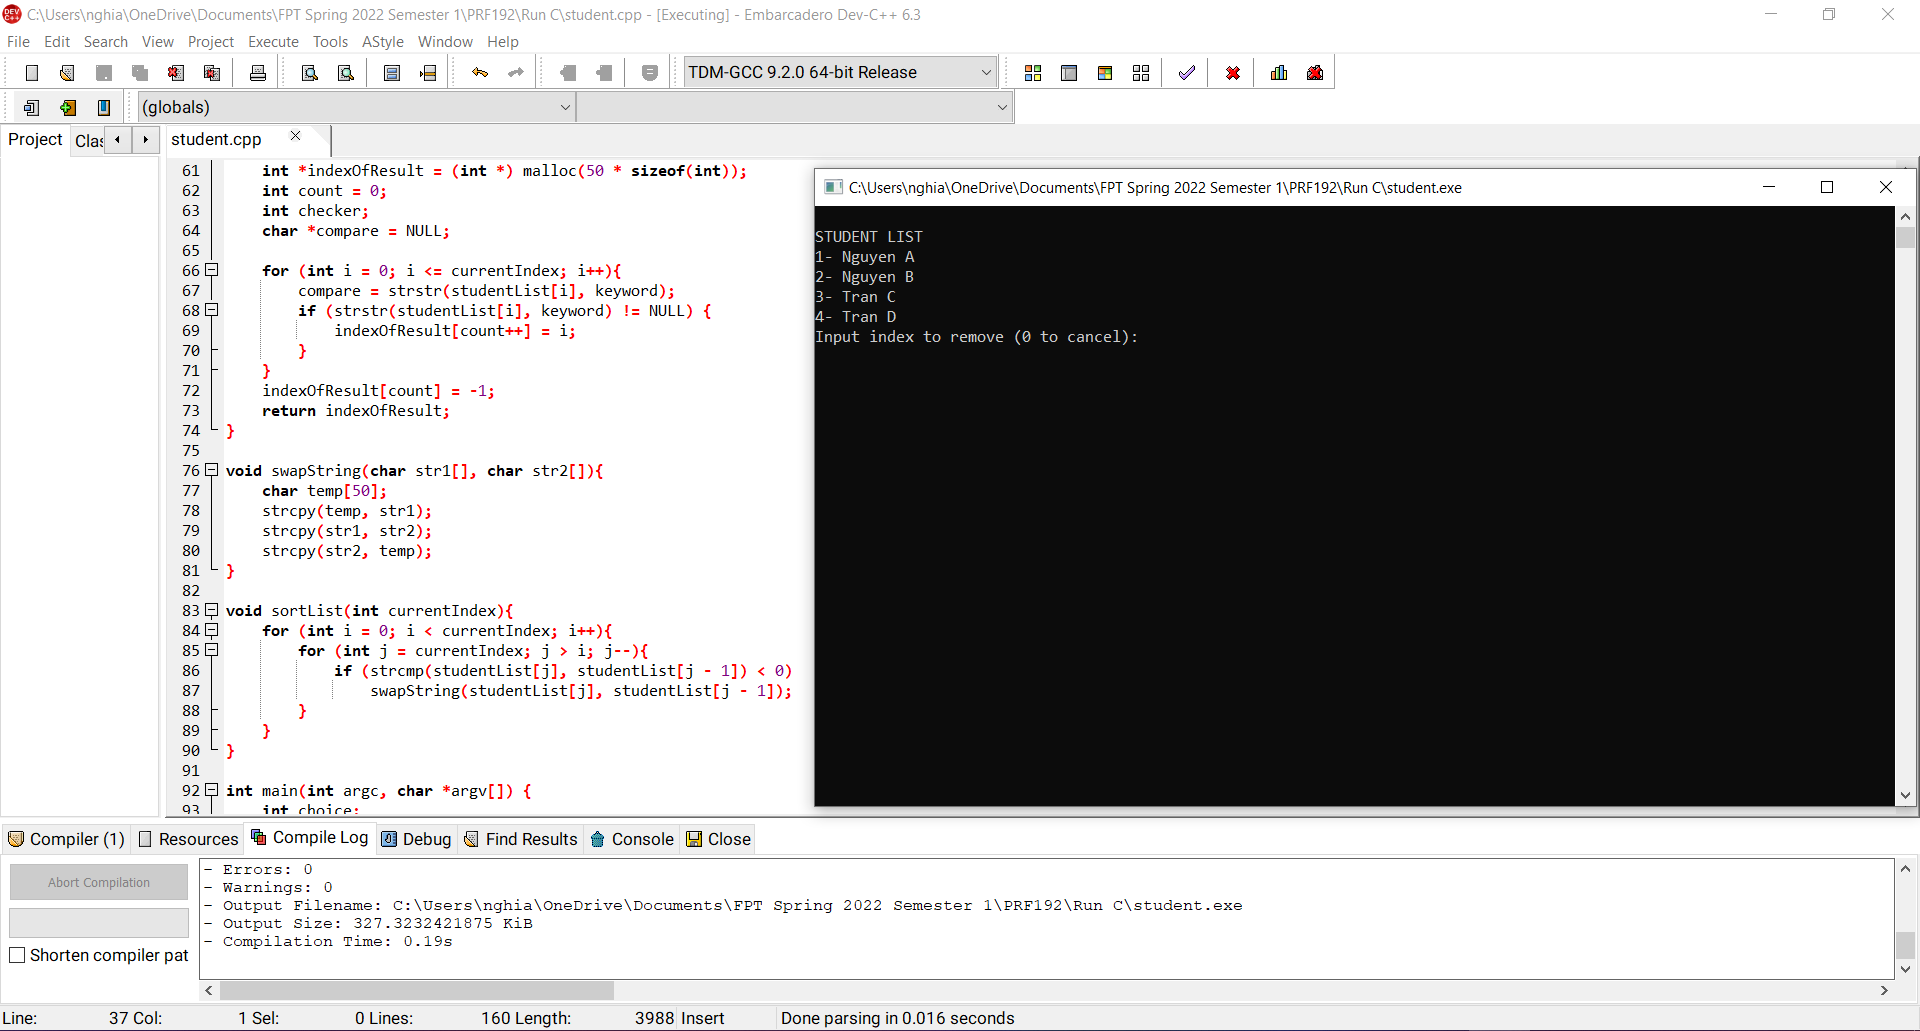 C:\Users\nghia\OneDrive\Documents\FPT Spring 2022 Semester 1\PRF192\Run C\student.cpp - [Executing] - Embarcadero Dev-C++ 6.3
File Edit Search View Project Execute Tools AStyle Window Help
TDM-GCC 9.2.0 64-bit Release
(globals)
Project Clas student.cpp
61 int *indexOfResult = (int *) malloc(50 * sizeof(int));
62 int count = 0;
63 int checker;
64 char *compare = NULL;
65
66 for (int i = 0; i <= currentIndex; i++){
67 compare = strstr(studentList[i], keyword);
68 if (strstr(studentList[i], keyword) != NULL) {
69 indexOfResult[count++] = i;
70 }
71 }
72 indexOfResult[count] = -1;
73 return indexOfResult;
74 }
75
76 void swapString(char str1[], char str2[]){
77 char temp[50];
78 strcpy(temp, str1);
79 strcpy(str1, str2);
80 strcpy(str2, temp);
81 }
82
83 void sortList(int currentIndex){
84 for (int i = 0; i < currentIndex; i++){
85 for (int j = currentIndex; j > i; j--){
86 if (strcmp(studentList[j], studentList[j - 1]) < 0)
87 swapString(studentList[j], studentList[j - 1]);
88 }
89 }
90 }
91
92 int main(int argc, char *argv[]) {
93 int choice;
C:\Users\nghia\OneDrive\Documents\FPT Spring 2022 Semester 1\PRF192\Run C\student.exe
STUDENT LIST
1- Nguyen A
2- Nguyen B
3- Tran C
4- Tran D
Input index to remove (0 to cancel):
Compiler (1) Resources Compile Log Debug Find Results Console Close
Abort Compilation
Shorten compiler pat
- Errors: 0
- Warnings: 0
- Output Filename: C:\Users\nghia\OneDrive\Documents\FPT Spring 2022 Semester 1\PRF192\Run C\student.exe
- Output Size: 327.3232421875 KiB
- Compilation Time: 0.19s
Line: 37 Col: 1 Sel: 0 Lines: 160 Length: 3988 Insert Done parsing in 0.016 seconds